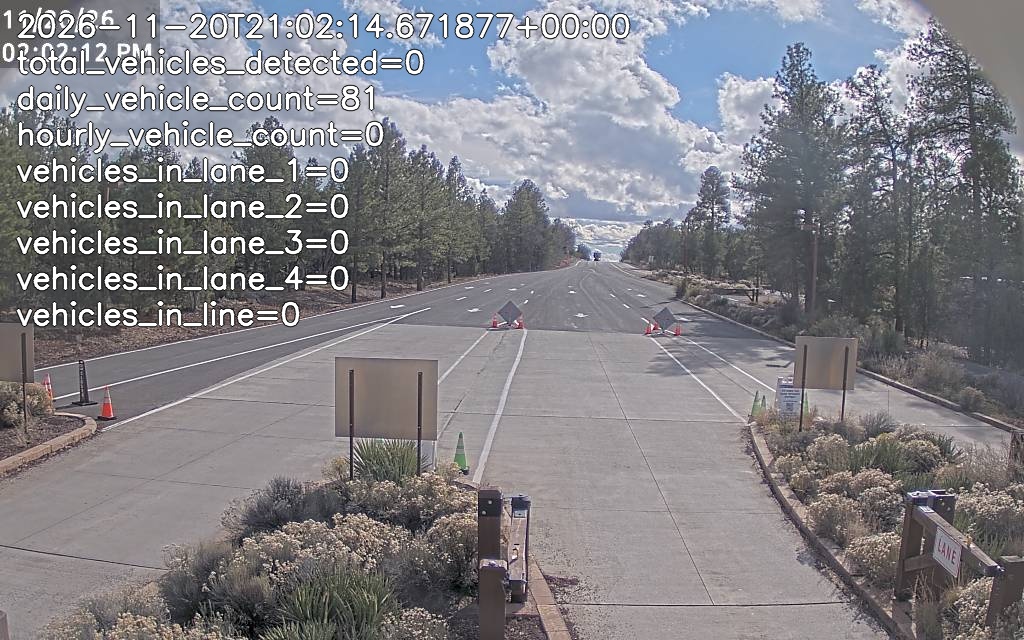 2026-11-20T21:02:14.671877+00:00
02:02:12 PM
total_vehicles_detected=0
daily_vehicle_count=81
hourly_vehicle_count=0
vehicles_in_lane_1=0
vehicles_in_lane_2=0
vehicles_in_lane_3=0
vehicles_in_lane_4=0
vehicles_in_line=0
LANE